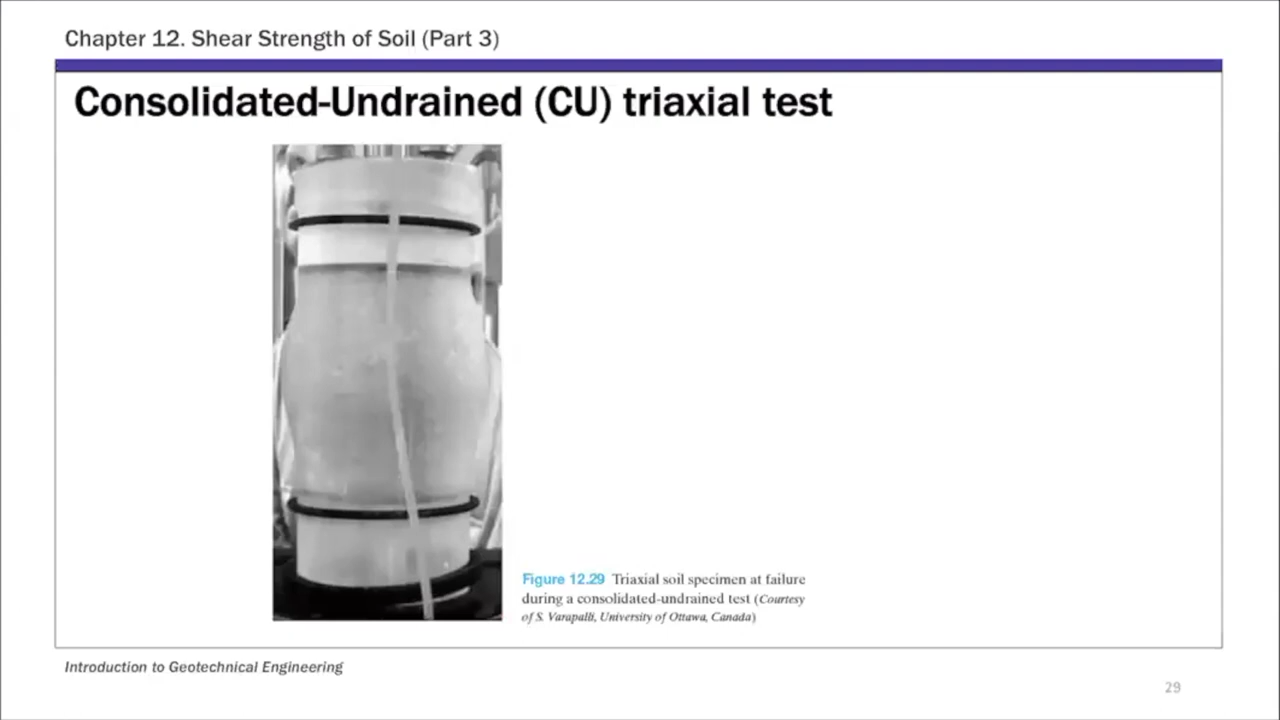 Chapter 12. Shear Strength of Soil (Part 3)
Consolidated-Undrained (CU) triaxial test
Figure 12.29 Triaxial soil specimen at failure
during a consolidated-undrained test (Courtesy
of S. Varapalli, University of Ottawa, Canada)
Introduction to Geotechnical Engineering
29